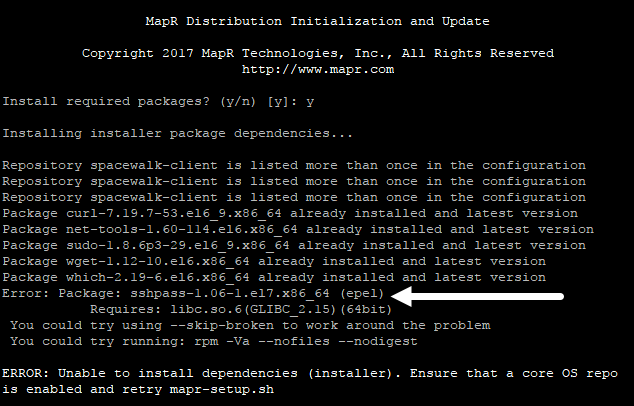 MapR Distribution Initialization and Update
Copyright 2017 MapR Technologies, Inc., All Rights Reserved
http://www.mapr.com
Install required packages? (y/n) [y]: y
Installing installer package dependencies...
Repository spacewalk-client is listed more than once in the configuration
Repository spacewalk-client is listed more than once in the configuration
Repository spacewalk-client is listed more than once in the configuration
Package curl-7.19.7-53.el6_9.x86_64 already installed and latest version
Package net-tools-1.60-114.el6.x86_64 already installed and latest version
Package sudo-1.8.6p3-29.el6_9.x86_64 already installed and latest version
Package wget-1.12-10.el6.x86_64 already installed and latest version
Package which-2.19-6.el6.x86_64 already installed and latest version
Error: Package: sshpass-1.06-1.el7.x86_64 (epel)
Requires: libc.so.6(GLIBC_2.15)(64bit)
You could try using --skip-broken to work around the problem
You could try running: rpm -Va --nofiles --nodigest
ERROR: Unable to install dependencies (installer). Ensure that a core OS repo
is enabled and retry mapr-setup.sh